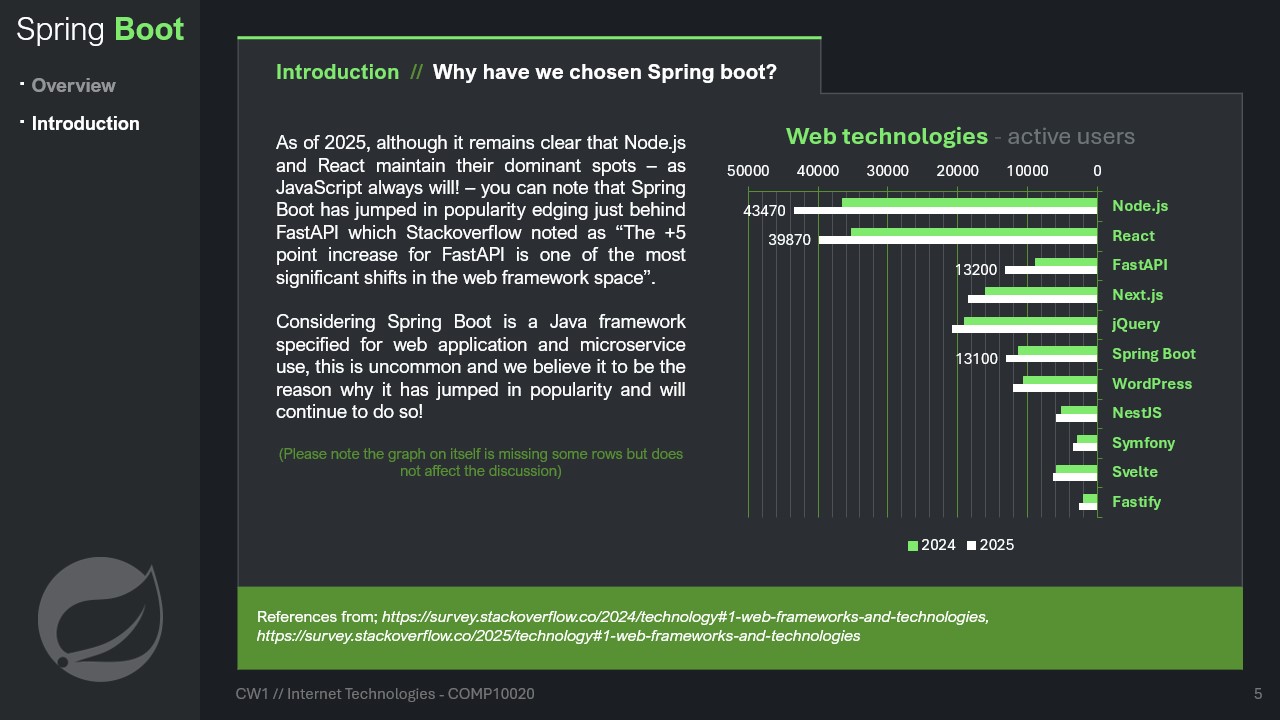 Spring Boot
· Overview
· Introduction
Introduction // Why have we chosen Spring boot?
As of 2025, although it remains clear that Node.js
and React maintain their dominant spots – as
JavaScript always will! – you can note that Spring
Boot has jumped in popularity edging just behind
FastAPI which Stackoverflow noted as “The +5
point increase for FastAPI is one of the most
significant shifts in the web framework space”.
Considering Spring Boot is a Java framework
specified for web application and microservice
use, this is uncommon and we believe it to be the
reason why it has jumped in popularity and will
continue to do so!
(Please note the graph on itself is missing some rows but does
not affect the discussion)
Web technologies - active users
50000 40000 30000 20000 10000 0
43470 Node.js
39870 React
13200 FastAPI
Next.js
jQuery
13100 Spring Boot
WordPress
NestJS
Symfony
Svelte
Fastify
2024 2025
References from; https://survey.stackoverflow.co/2024/technology#1-web-frameworks-and-technologies,
https://survey.stackoverflow.co/2025/technology#1-web-frameworks-and-technologies
CW1 // Internet Technologies - COMP10020
5